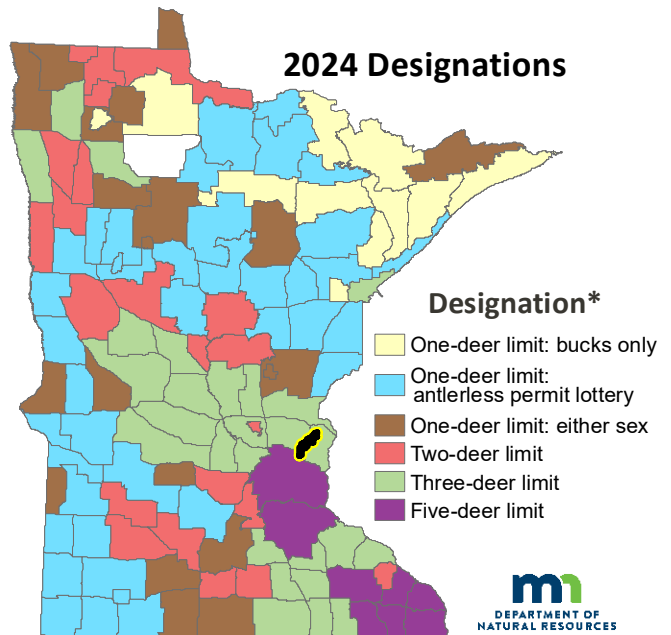 2024 Designations
Designation*
One-deer limit: bucks only
One-deer limit:
antlerless permit lottery
One-deer limit: either sex
Two-deer limit
Three-deer limit
Five-deer limit
mn
DEPARTMENT OF
NATURAL RESOURCES